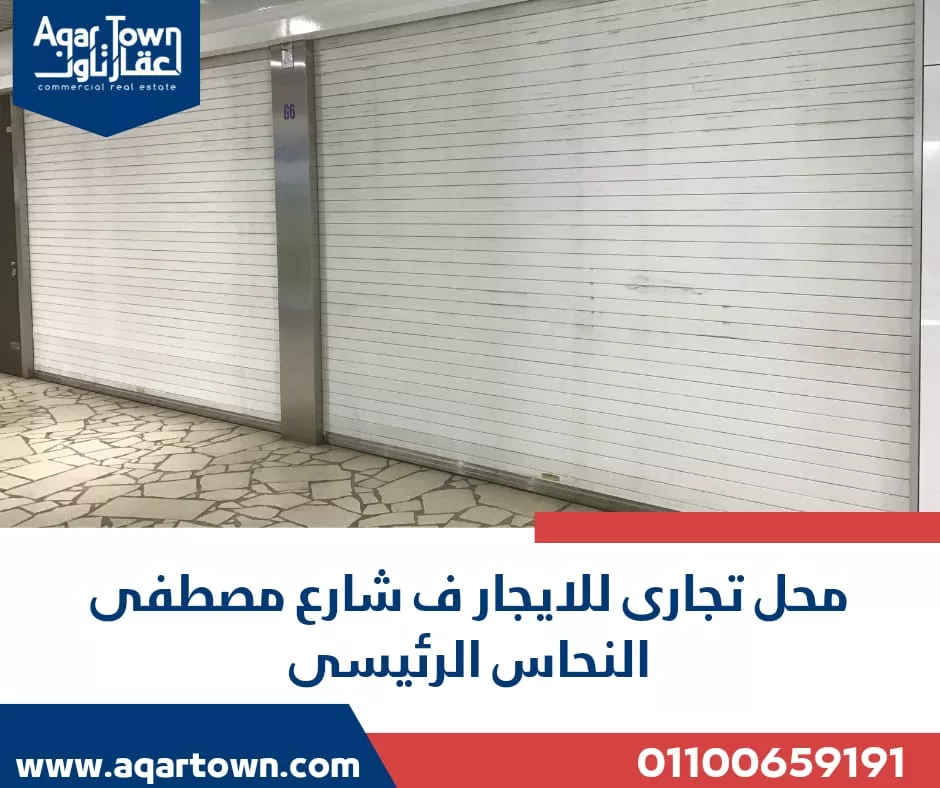 Aqar Town
عقار تاون
commercial real estate
G6
محل تجارى للايجار ف شارع مصطفى
النحاس الرئيسى
www.aqartown.com
01100659191